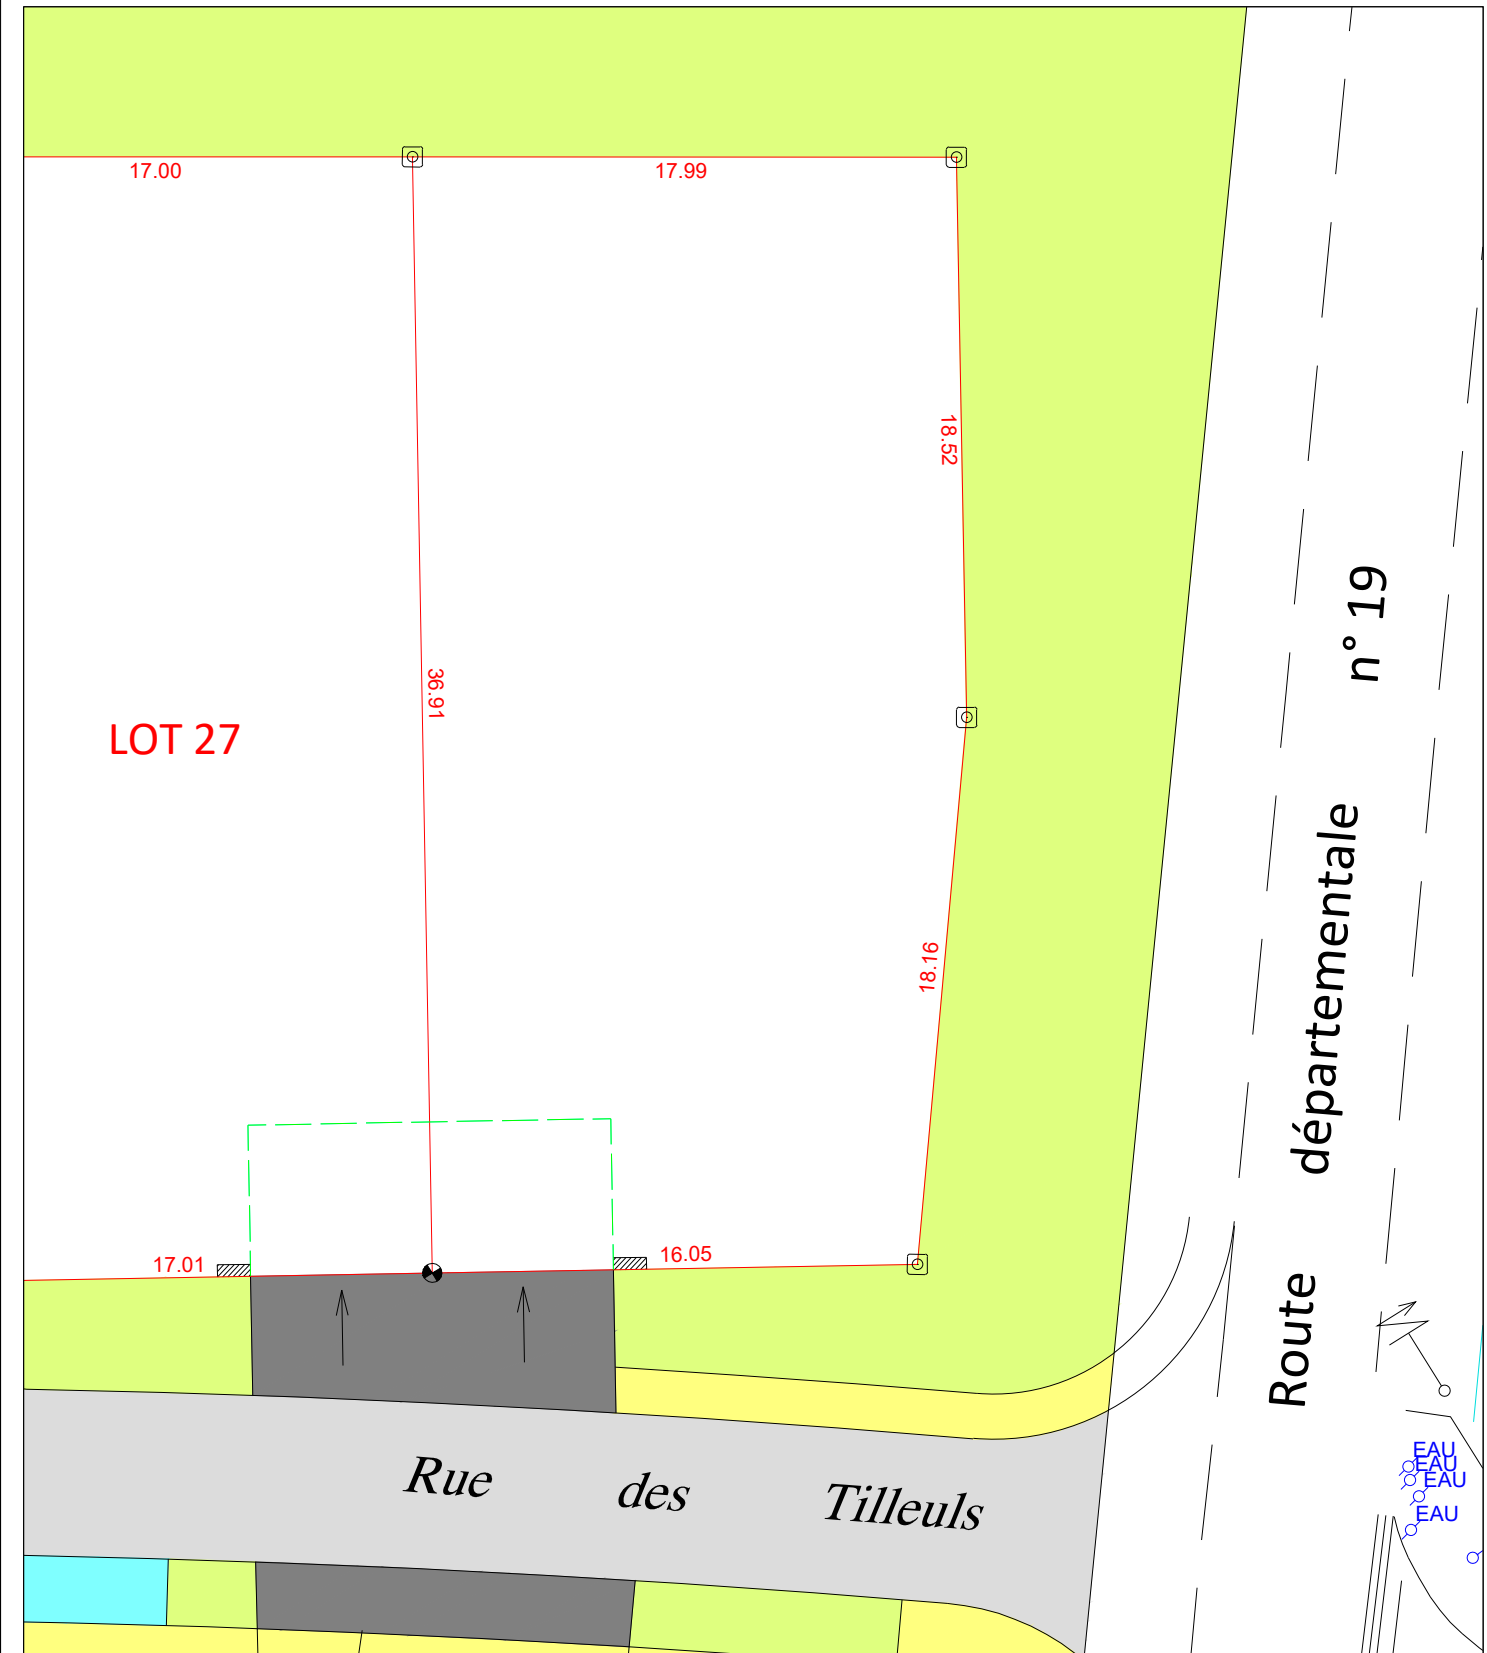 17.00
17.99
18.52
36.91
LOT 27
18.16
17.01
16.05
Route départementale n° 19
Rue des Tilleuls
EAU
EAU
EAU
EAU